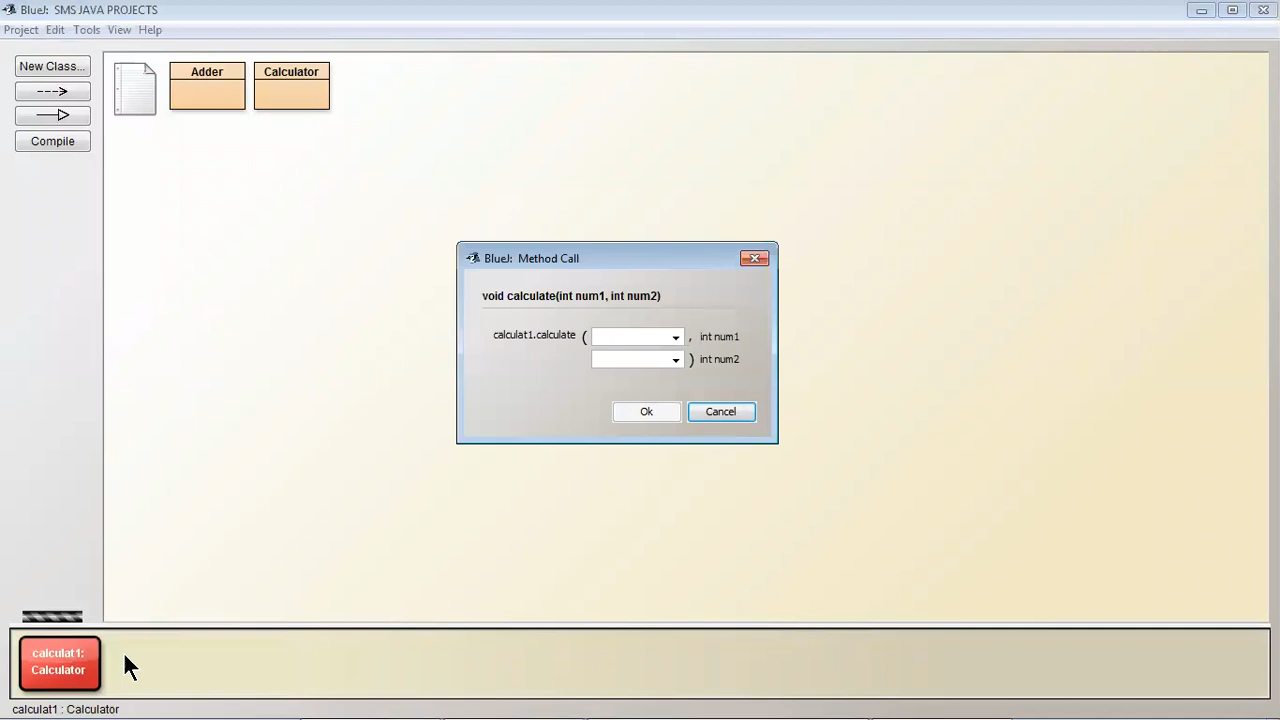 BlueJ: SMS JAVA PROJECTS
Project Edit Tools View Help
New Class...
Compile
Adder
Calculator
BlueJ: Method Call
void calculate(int num1, int num2)
calculat1.calculate ( , int num1
) int num2
Ok
Cancel
calculat1:
Calculator
calculat1 : Calculator